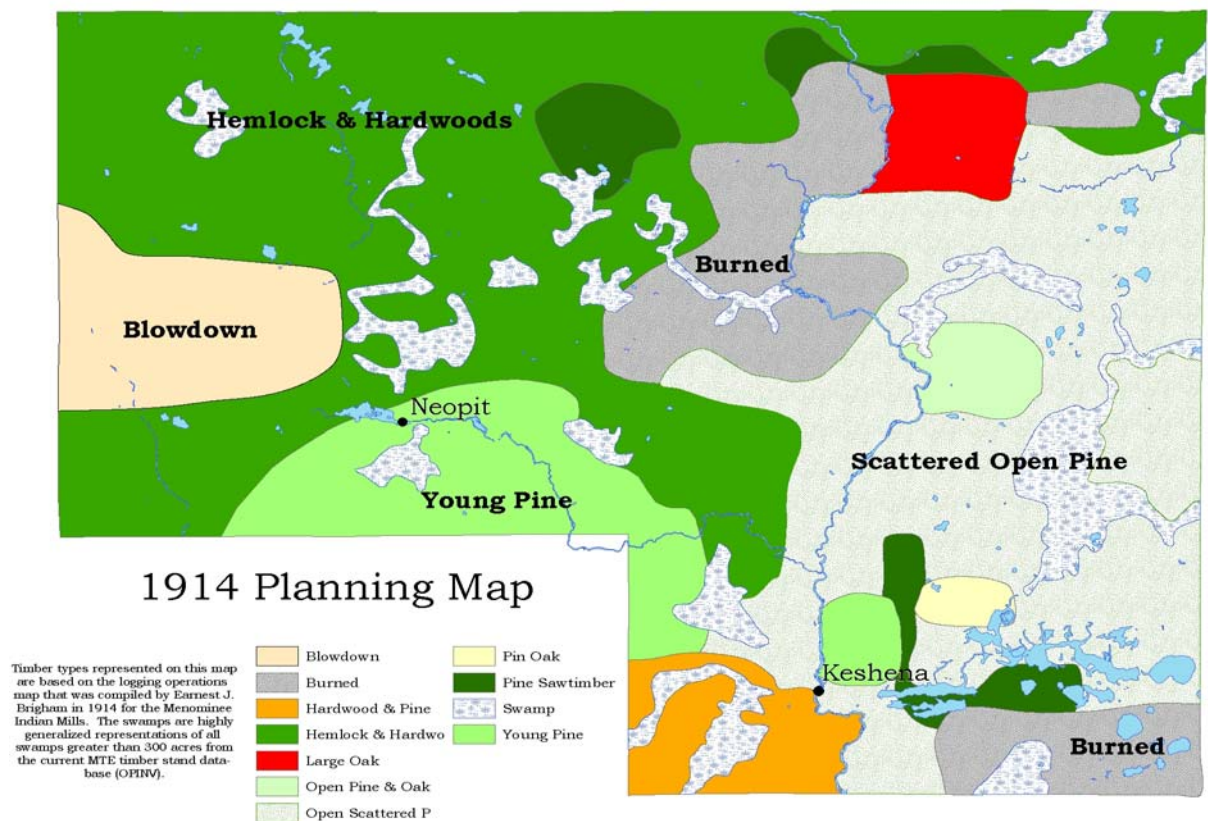 Hemlock & Hardwoods
Burned
Blowdown
Neopit
Scattered Open Pine
Young Pine
1914 Planning Map
Keshena
Burned
Timber types represented on this map
are based on the logging operations
map that was compiled by Earnest J.
Brigham in 1914 for the Menominee
Indian Mills. The swamps are highly
generalized representations of all
swamps greater than 300 acres from
the current MTE timber stand data-
base (OPINV).
Blowdown
Burned
Hardwood & Pine
Hemlock & Hardwo
Large Oak
Open Pine & Oak
Open Scattered P
Pin Oak
Pine Sawtimber
Swamp
Young Pine